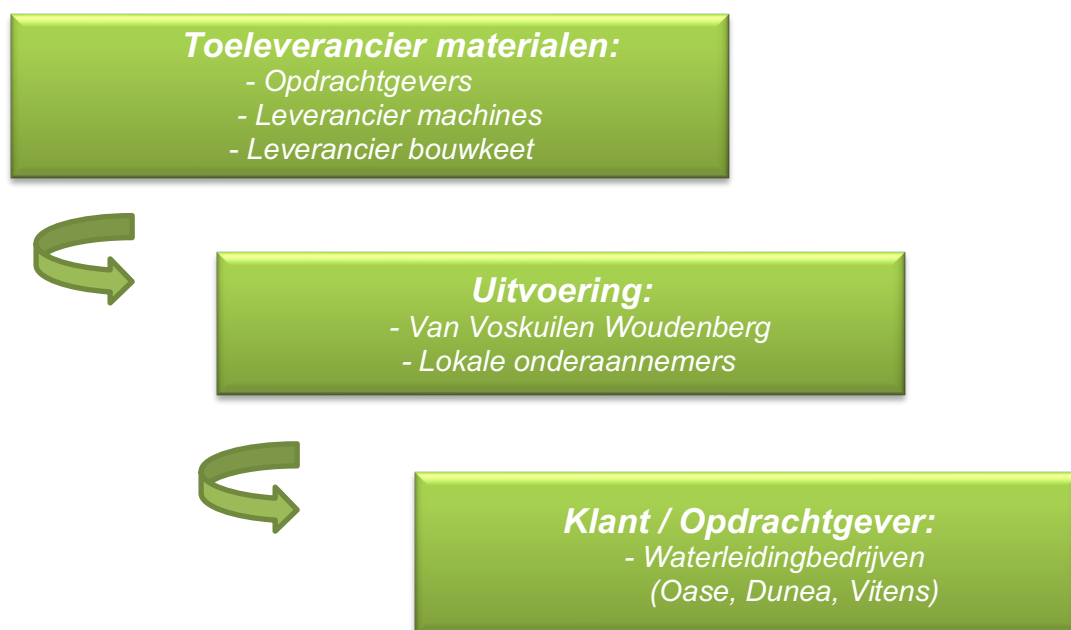 Toeleverancier materialen:
- Opdrachtgevers
- Leverancier machines
- Leverancier bouwkeet
Uitvoering:
- Van Voskuilen Woudenberg
- Lokale onderaannemers
Klant / Opdrachtgever:
- Waterleidingbedrijven
(Oase, Dunea, Vitens)